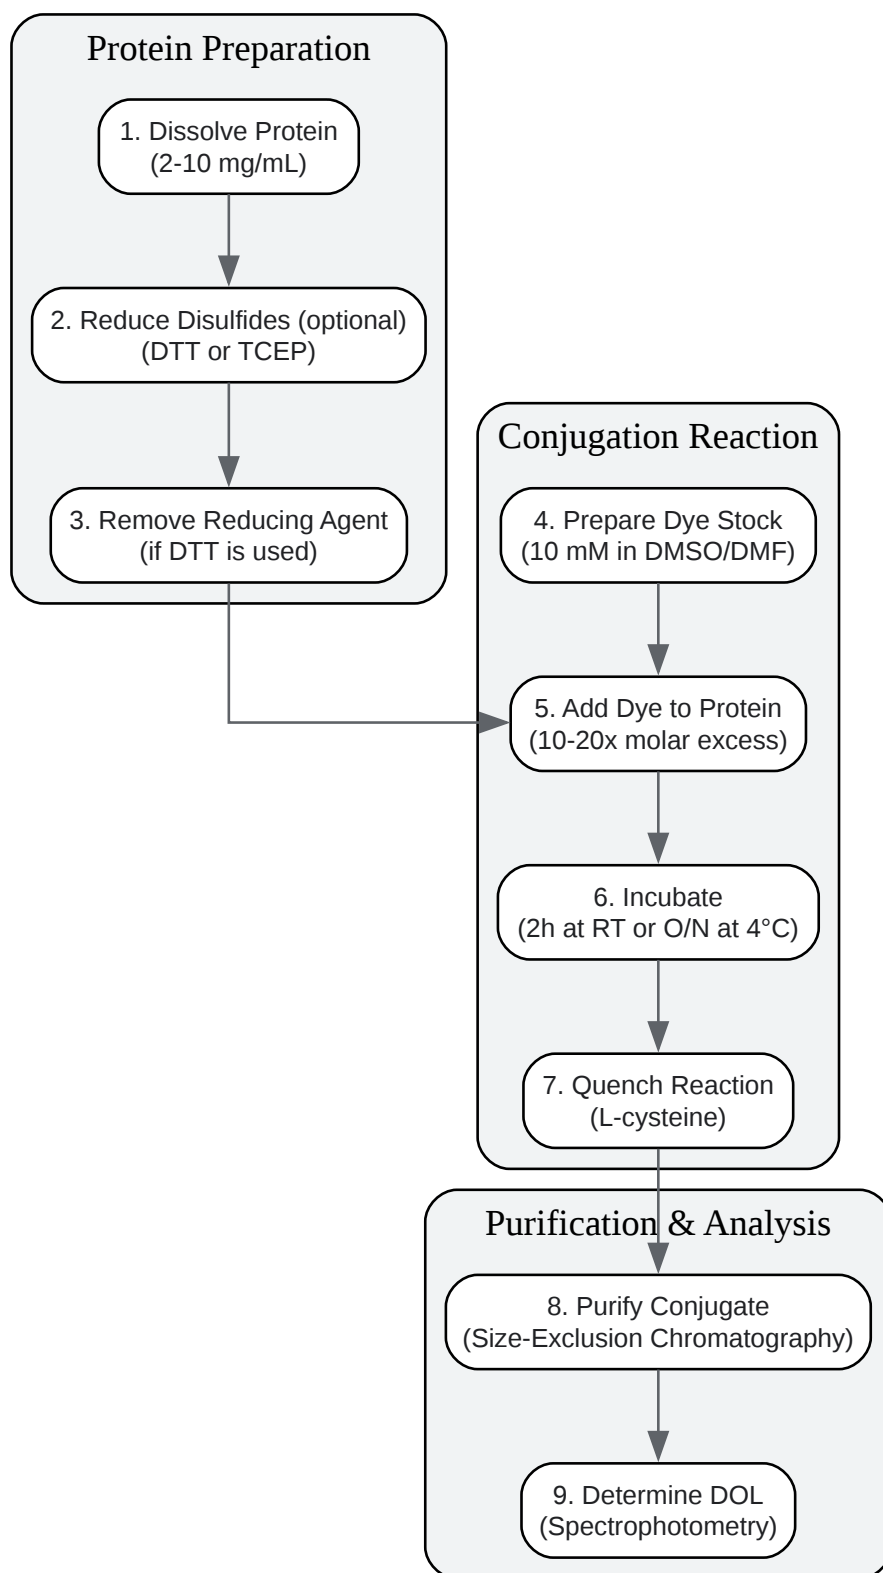 Protein Preparation
1. Dissolve Protein
(2-10 mg/mL)
2. Reduce Disulfides (optional)
(DTT or TCEP)
3. Remove Reducing Agent
(if DTT is used)
Conjugation Reaction
4. Prepare Dye Stock
(10 mM in DMSO/DMF)
5. Add Dye to Protein
(10-20x molar excess)
6. Incubate
(2h at RT or O/N at 4°C)
7. Quench Reaction
(L-cysteine)
Purification & Analysis
8. Purify Conjugate
(Size-Exclusion Chromatography)
9. Determine DOL
(Spectrophotometry)